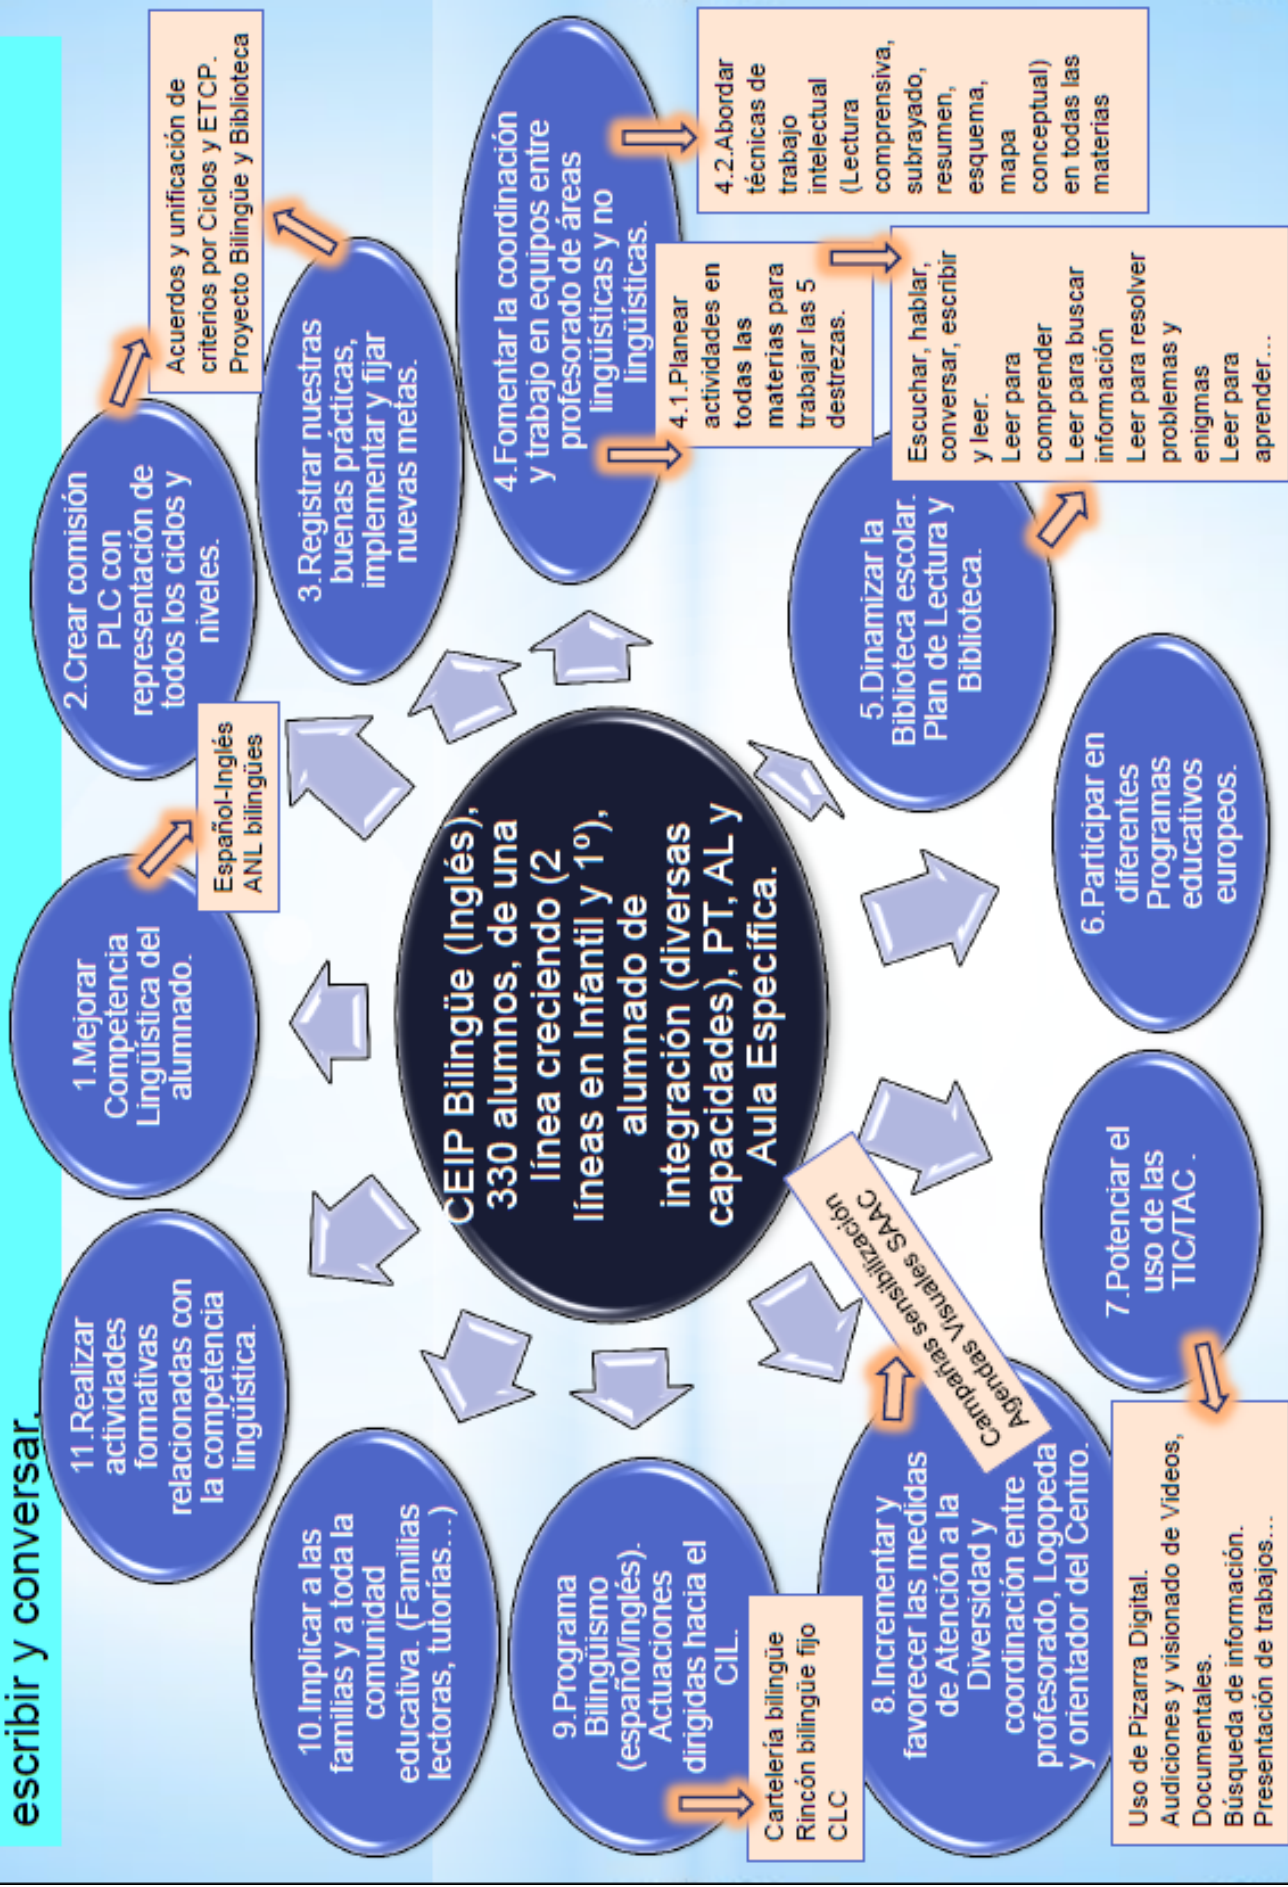 escribir y conversar.
CEIP Bilingüe (Inglés),
330 alumnos, de una
línea creciendo (2
líneas en Infantil y 1º),
alumnado de
integración (diversas
capacidades), PT, AL y
Aula Específica.
1.Mejorar
Competencia
Lingüística del
alumnado.
Español-Inglés
ANL bilingües
2.Crear comisión
PLC con
representación de
todos los ciclos y
niveles.
Acuerdos y unificación de
criterios por Ciclos y ETCP.
Proyecto Bilingüe y Biblioteca
3.Registrar nuestras
buenas prácticas,
implementar y fijar
nuevas metas.
4.Fomentar la coordinación
y trabajo en equipos entre
profesorado de áreas
lingüísticas y no
lingüísticas.
4.1.Planear
actividades en
todas las
materias para
trabajar las 5
destrezas.
4.2.Abordar
técnicas de
trabajo
intelectual
(Lectura
comprensiva,
subrayado,
resumen,
esquema,
mapa
conceptual)
en todas las
materias
Escuchar, hablar,
conversar, escribir
y leer.
Leer para
comprender
Leer para buscar
información
Leer para resolver
problemas y
enigmas
Leer para
aprender…
5.Dinamizar la
Biblioteca escolar.
Plan de Lectura y
Biblioteca.
6.Participar en
diferentes
Programas
educativos
europeos.
7.Potenciar el
uso de las
TIC/TAC .
Uso de Pizarra Digital.
Audiciones y visionado de Videos,
Documentales.
Búsqueda de información.
Presentación de trabajos…
8.Incrementar y
favorecer las medidas
de Atención a la
Diversidad y
coordinación entre
profesorado, Logopeda
y orientador del Centro.
Campañas sensibilización
Agendas Visuales SAAC
9.Programa
Bilingüismo
(español/inglés).
Actuaciones
dirigidas hacia el
CIL.
Cartelería bilingüe
Rincón bilingüe fijo
CLC
10.Implicar a las
familias y a toda la
comunidad
educativa. (Familias
lectoras, tutorías…)
11.Realizar
actividades
formativas
relacionadas con
la competencia
lingüística.